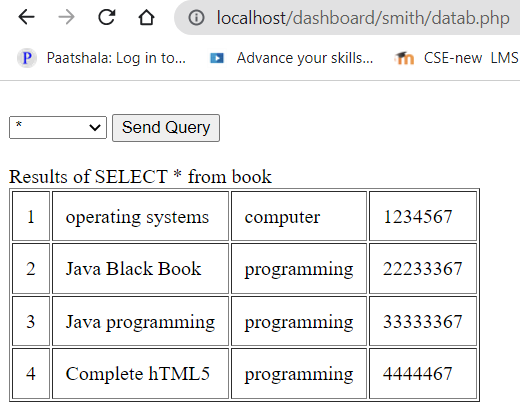 localhost/dashboard/smith/datab.php
P Paatshala: Log in to... Advance your skills... CSE-new LMS
* Send Query
Results of SELECT * from book
1 operating systems computer 1234567
2 Java Black Book programming 22233367
3 Java programming programming 33333367
4 Complete hTML5 programming 4444467